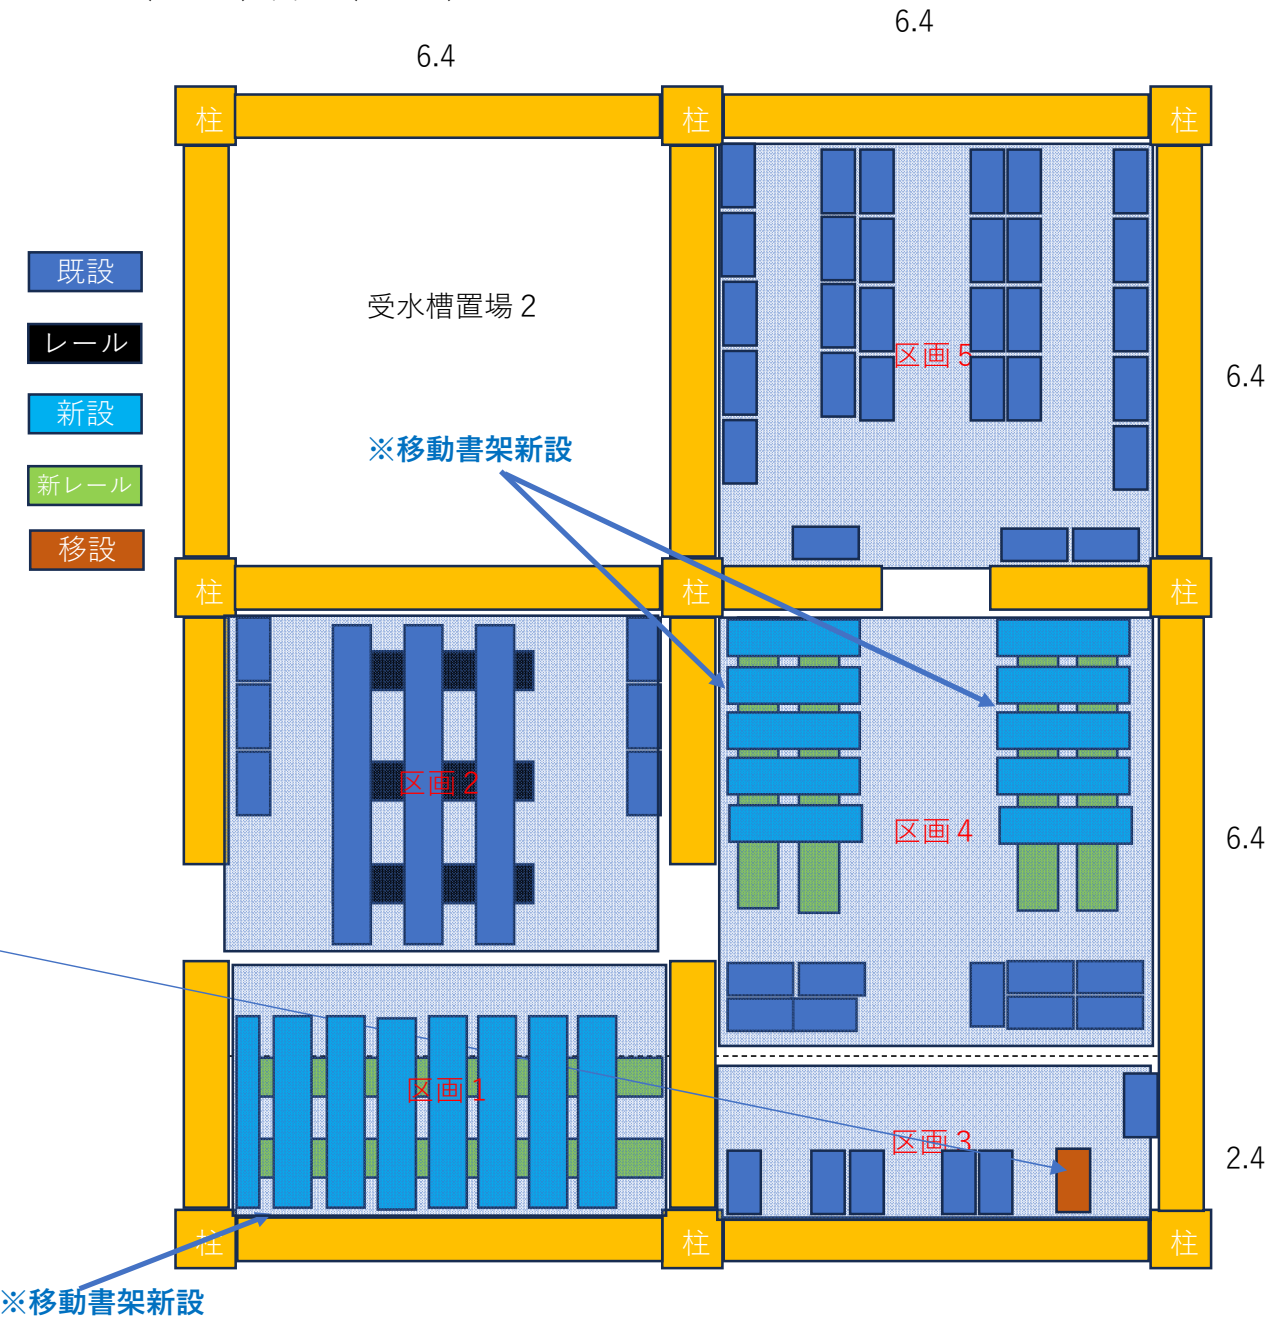 6.4
6.4
柱
柱
柱
既設
レール
新設
新レール
移設
受水槽置場２
区画５
6.4
※移動書架新設
柱
柱
柱
区画２
区画４
6.4
区画１
区画３
2.4
柱
柱
柱
※移動書架新設